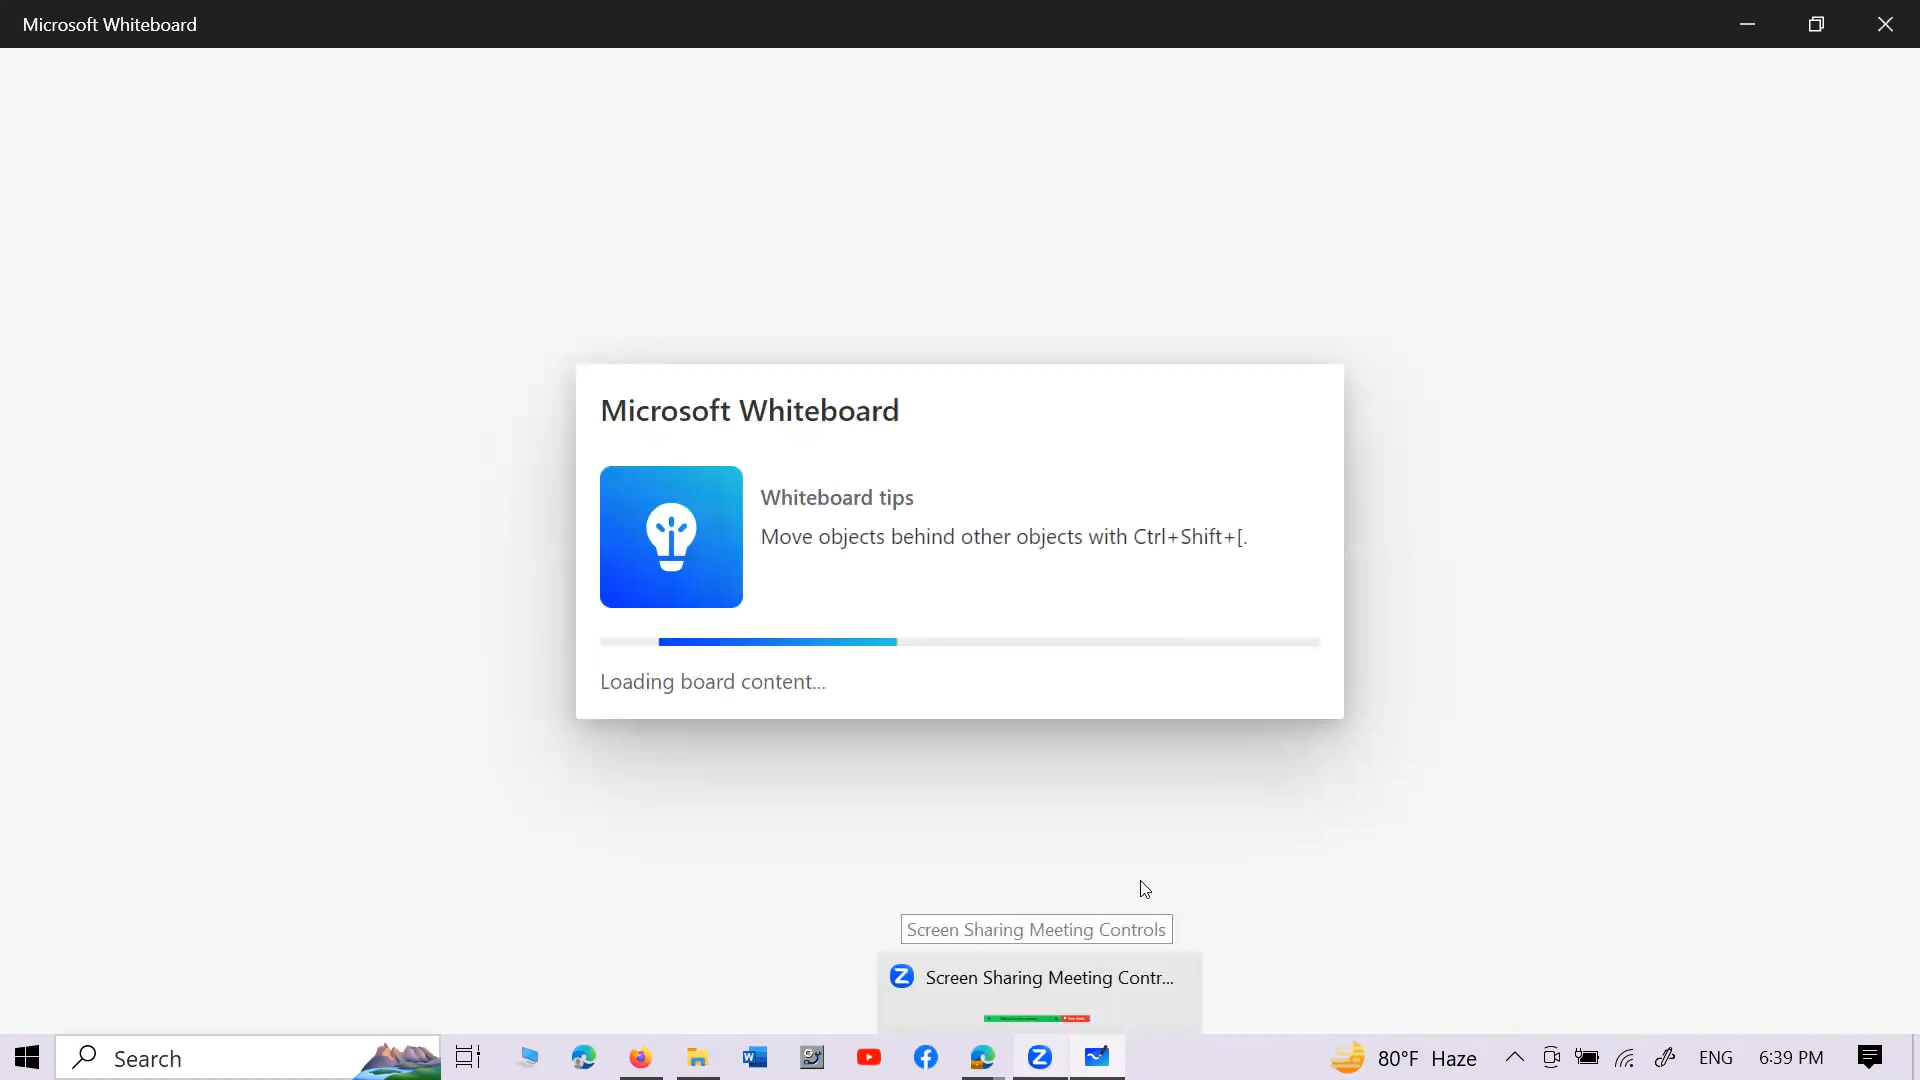 Microsoft Whiteboard
Microsoft Whiteboard
Whiteboard tips
Move objects behind other objects with Ctrl+Shift+[.
Loading board content...
Screen Sharing Meeting Controls
Screen Sharing Meeting Contr...
Search
80°F Haze
ENG
6:39 PM